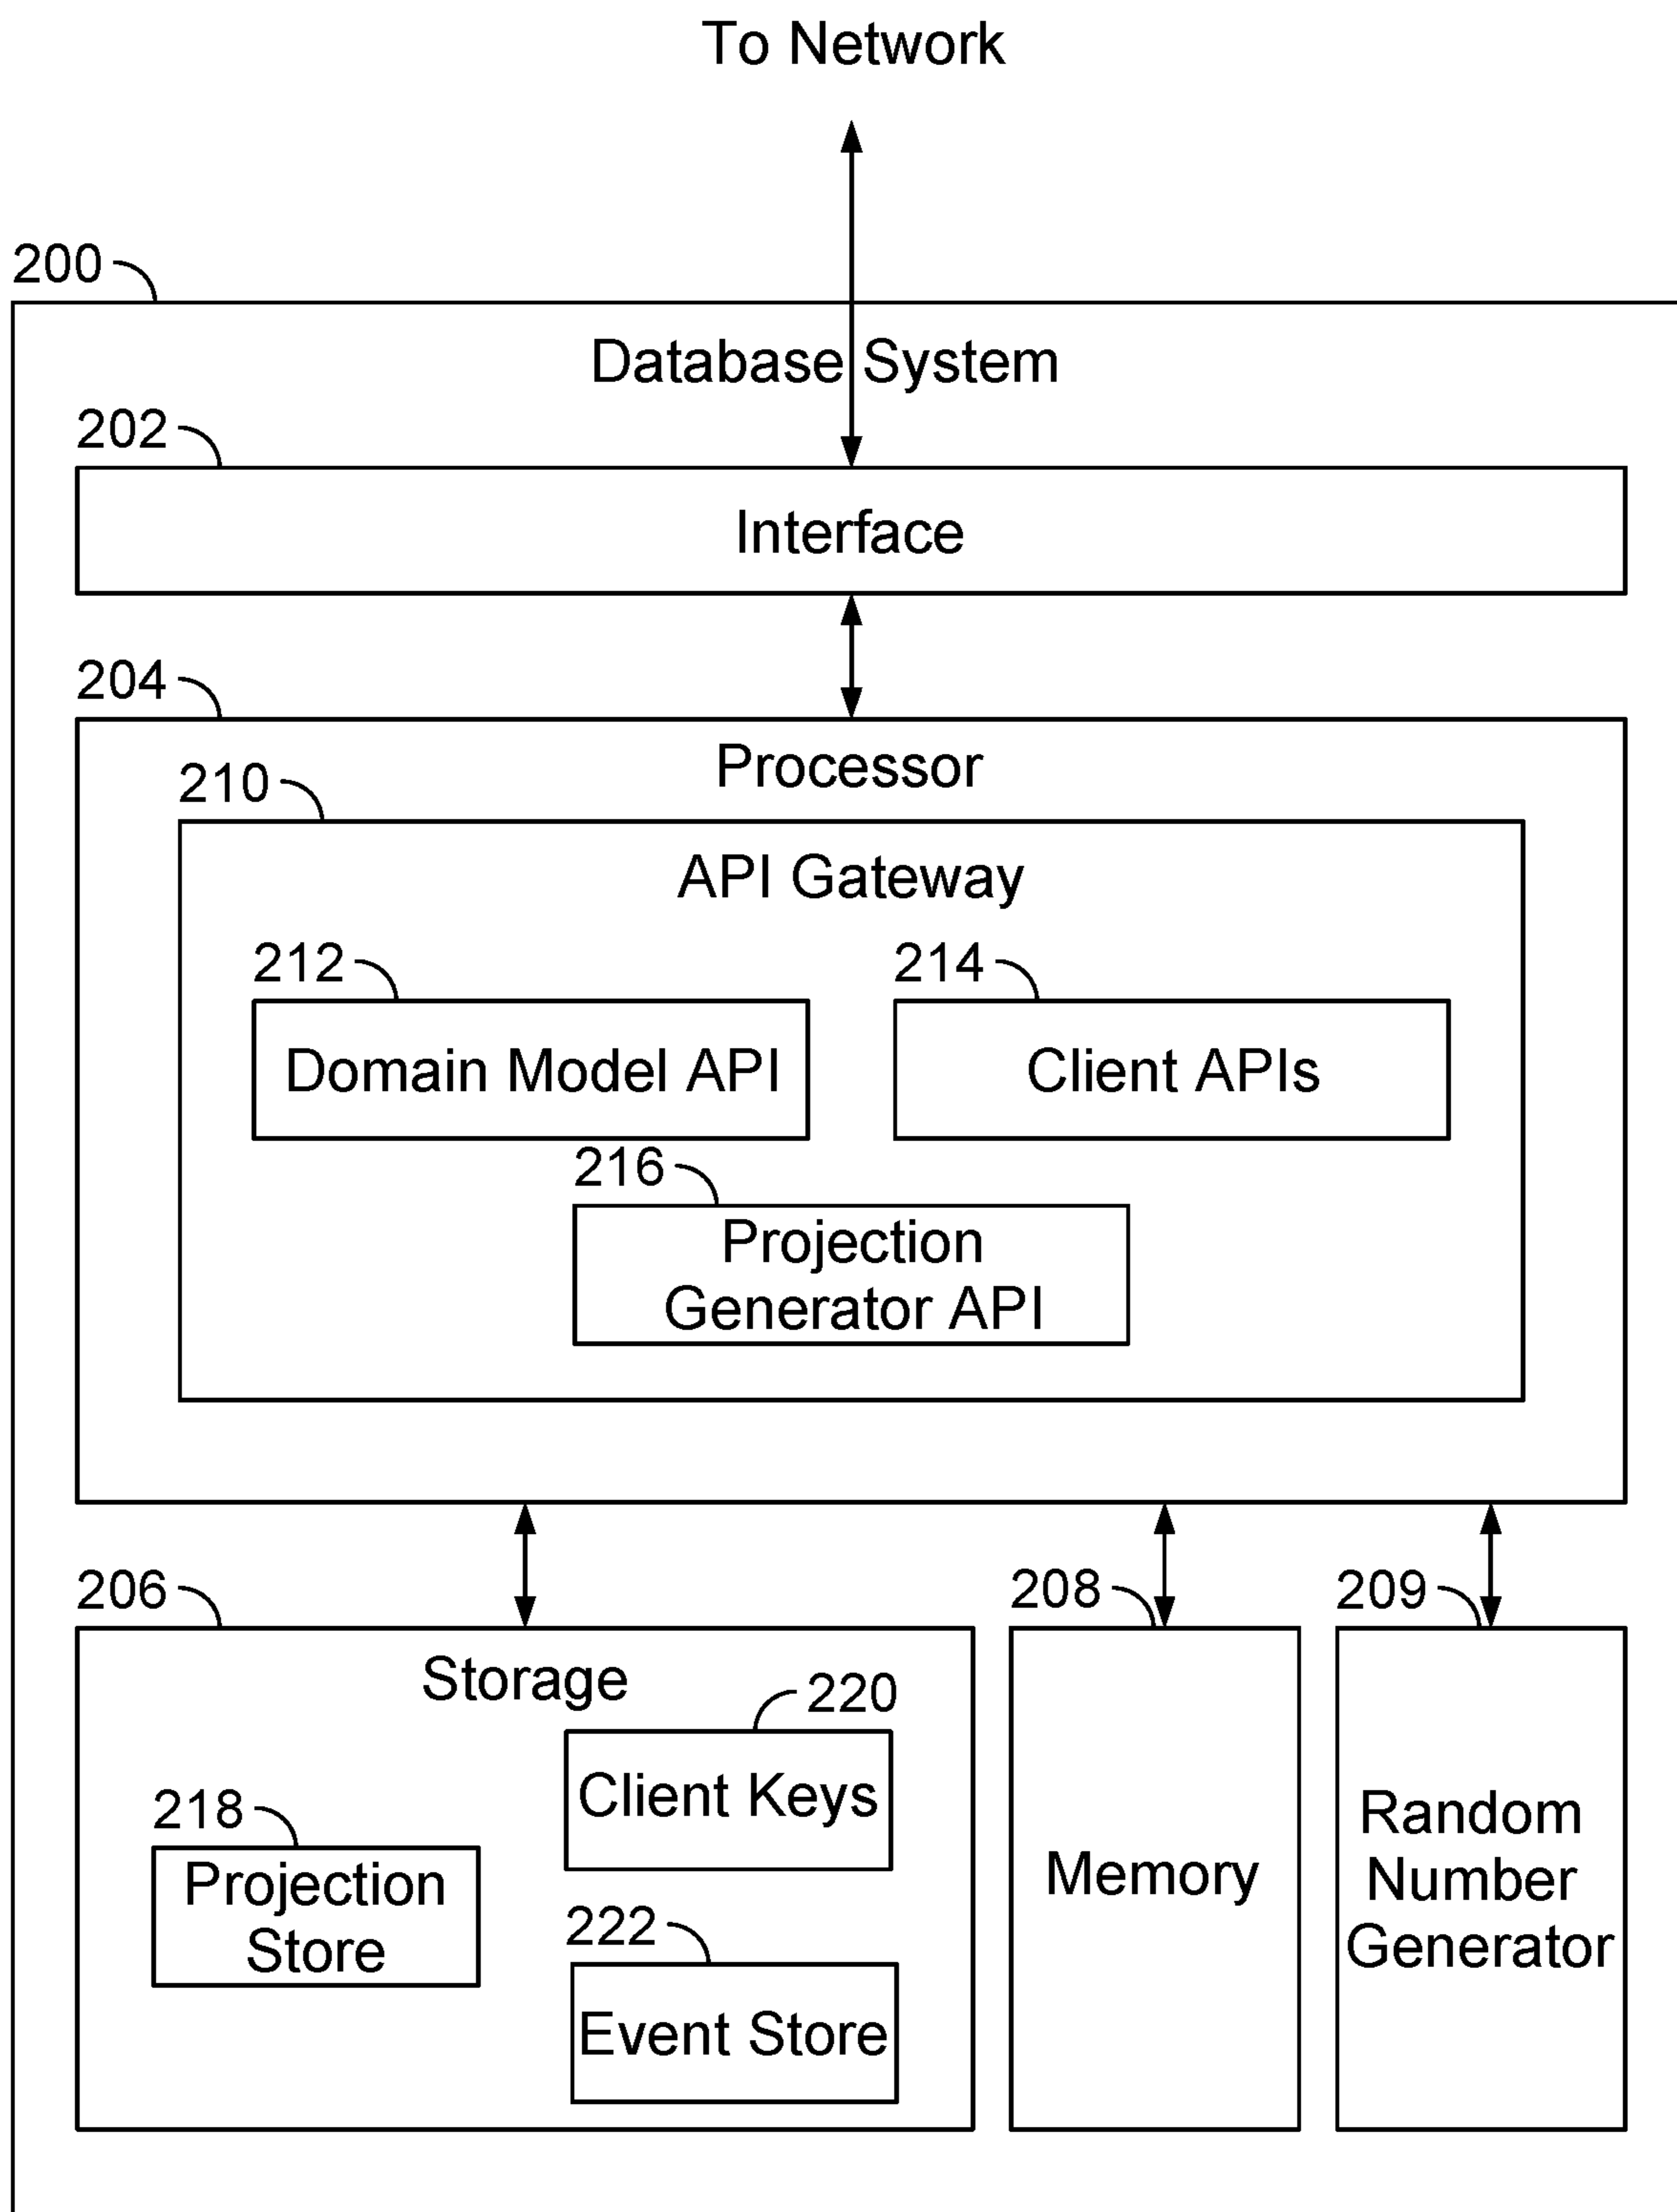 To Network
200
Database System
202
Interface
204
Processor
210
API Gateway
212
214
Domain Model API
Client APIs
216
Projection
Generator API
206
208
209
Storage
220
Client Keys
218
Projection
Store
222
Event Store
Memory
Random
Number
Generator